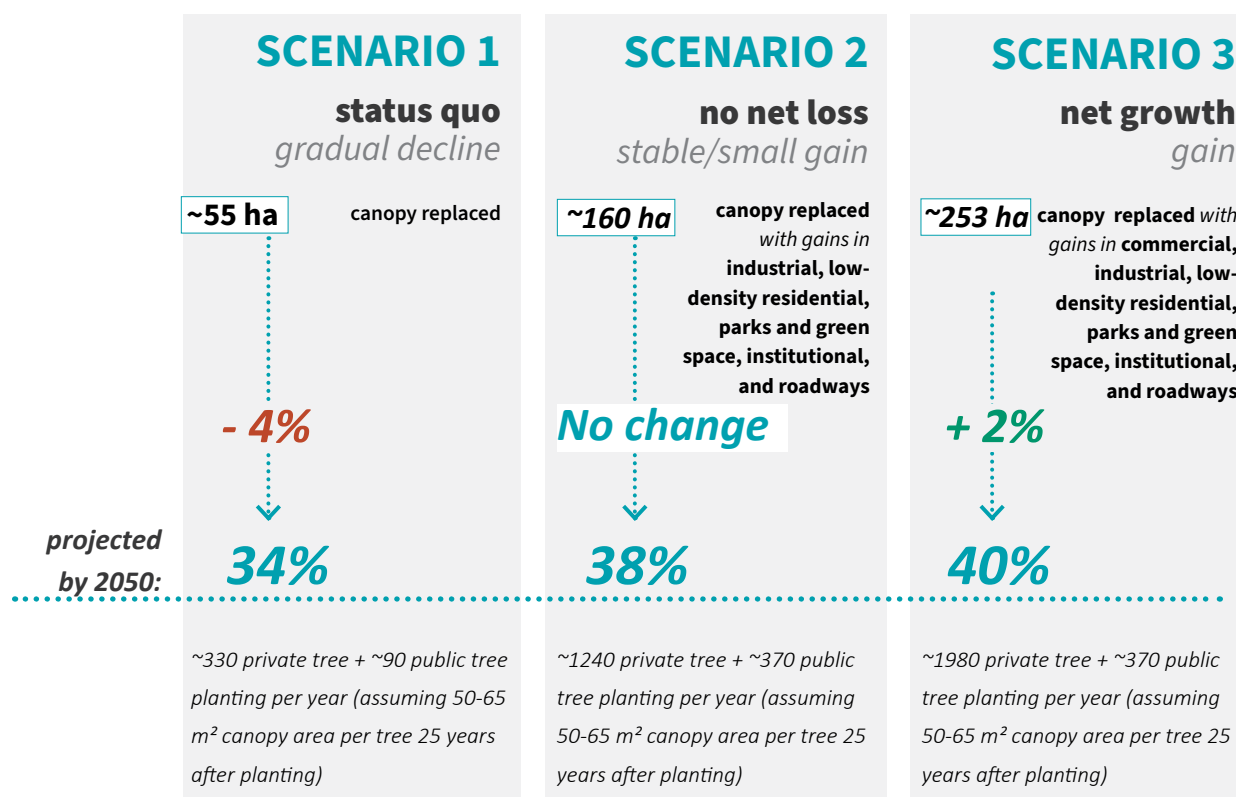 SCENARIO 1
status quo
gradual decline
~55 ha
canopy replaced
- 4%
34%
~330 private tree + ~90 public tree
planting per year (assuming 50-65
m² canopy area per tree 25 years
after planting)
SCENARIO 2
no net loss
stable/small gain
~160 ha
canopy replaced
with gains in
industrial, low-
density residential,
parks and green
space, institutional,
and roadways
No change
38%
~1240 private tree + ~370 public
tree planting per year (assuming
50-65 m² canopy area per tree 25
years after planting)
SCENARIO 3
net growth
gain
~253 ha
canopy replaced with
gains in commercial,
industrial, low-
density residential,
parks and green
space, institutional,
and roadways
+ 2%
40%
~1980 private tree + ~370 public
tree planting per year (assuming
50-65 m² canopy area per tree 25
years after planting)
projected
by 2050: